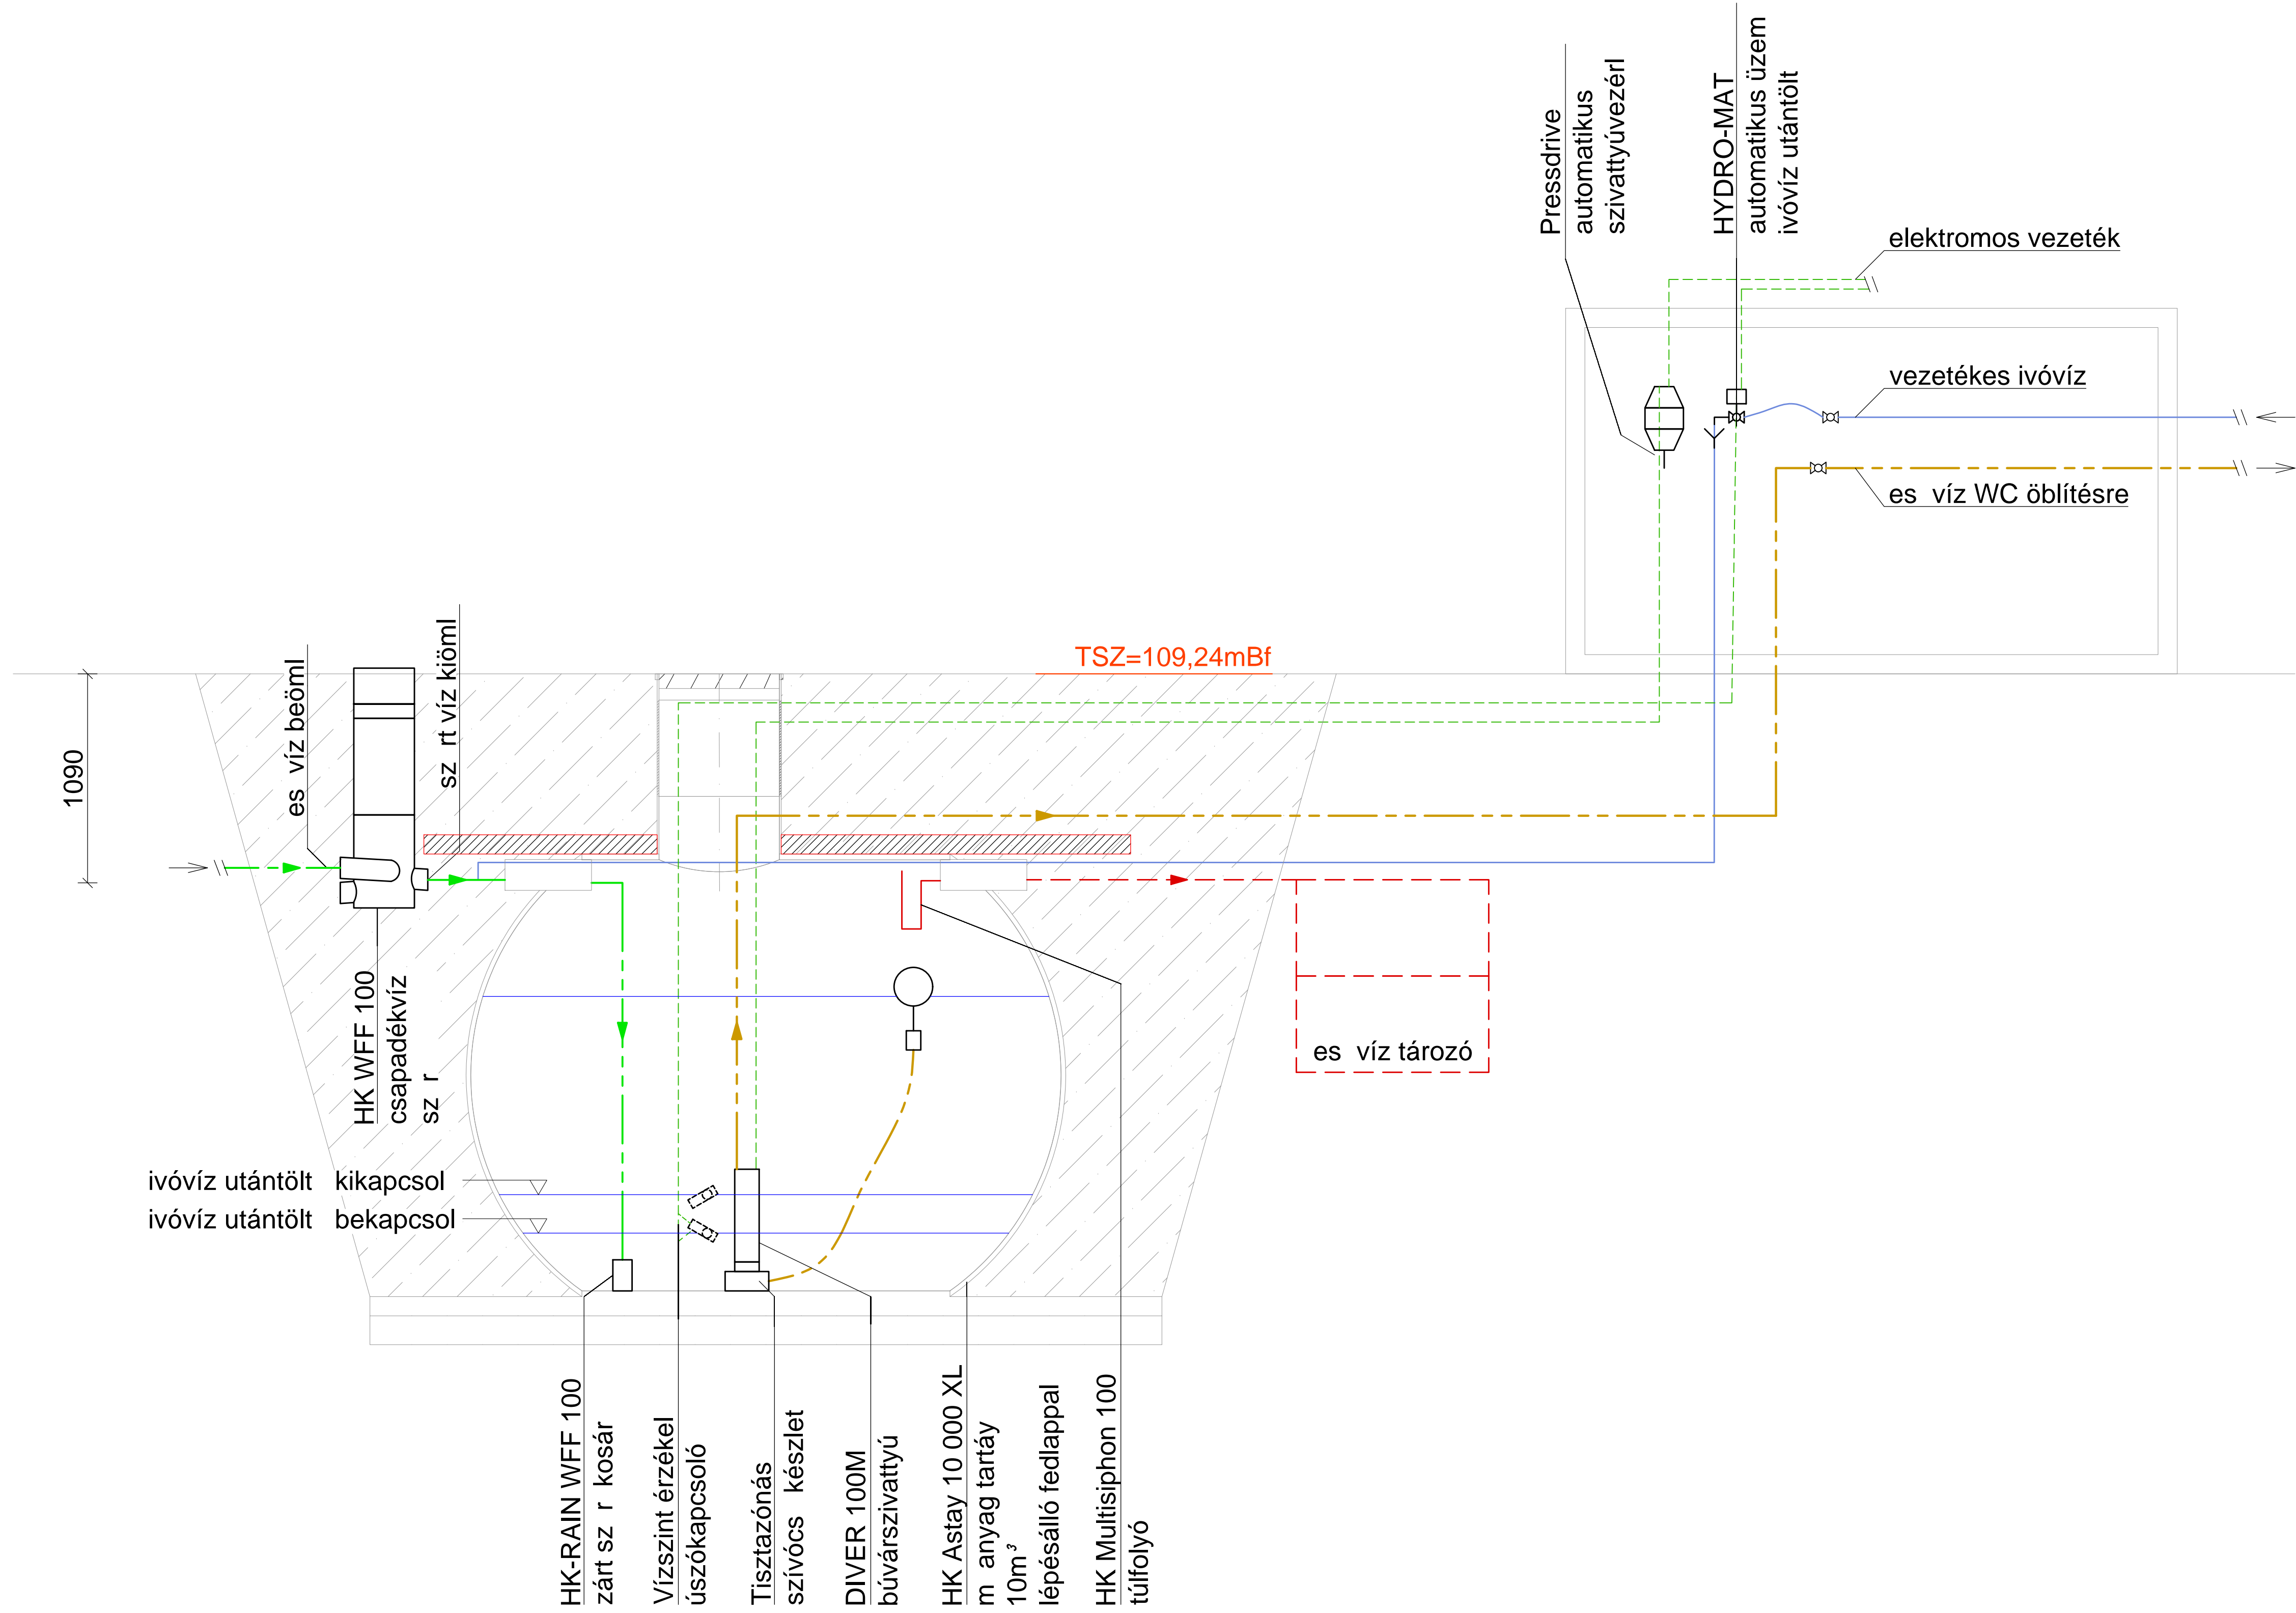 Pressdrive
automatikus
szivattyúvezérl
HYDRO-MAT
automatikus üzem
ivóvíz utántölt
elektromos vezeték
vezetékes ivóvíz
es víz WC öblítésre
TSZ=109,24mBf
1090
es víz beöml
sz rt víz kiöml
HK WFF 100
csapadékvíz
sz r
es víz tározó
ivóvíz utántölt kikapcsol
ivóvíz utántölt bekapcsol
HK-RAIN WFF 100
zárt sz r kosár
Vízszint érzékel
úszókapcsoló
Tisztazónás
szívócs készlet
DIVER 100M
búvárszivattyú
HK Astay 10 000 XL
m anyag tartáy
10m³
lépésálló fedlappal
HK Multisiphon 100
túlfolyó